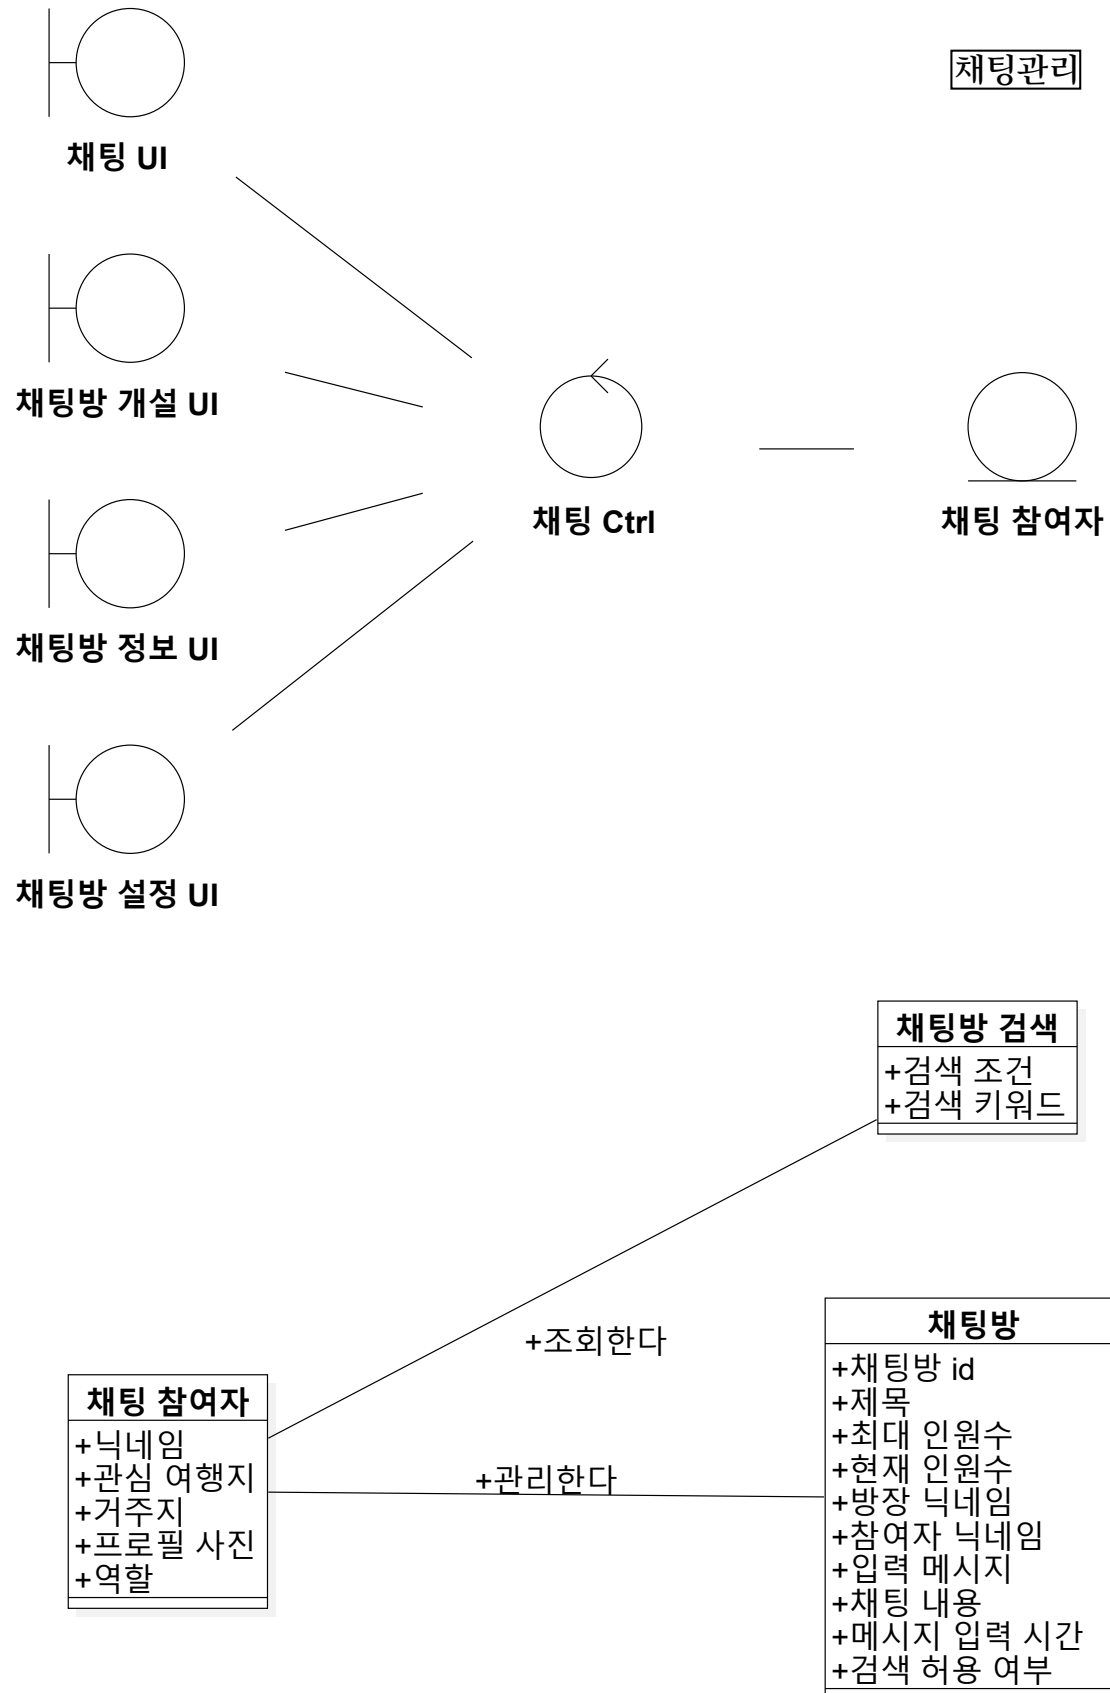 채팅관리
채팅 UI
채팅방 개설 UI
채팅 Ctrl
채팅 참여자
채팅방 정보 UI
채팅방 설정 UI
채팅방 검색
+검색 조건
+검색 키워드
+조회한다
+관리한다
채팅 참여자
+닉네임
+관심 여행지
+거주지
+프로필 사진
+역할
채팅방
+채팅방 id
+제목
+최대 인원수
+현재 인원수
+방장 닉네임
+참여자 닉네임
+입력 메시지
+채팅 내용
+메시지 입력 시간
+검색 허용 여부